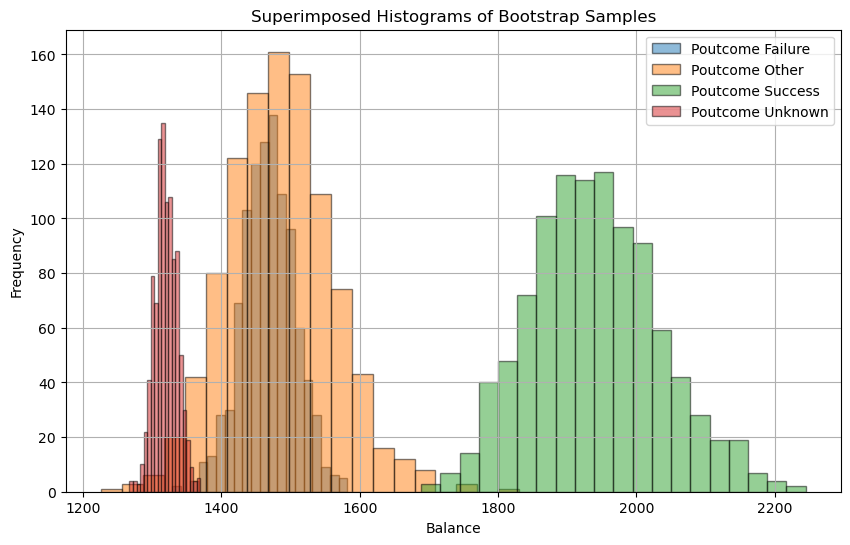 Superimposed Histograms of Bootstrap Samples
Poutcome Failure
Poutcome Other
Poutcome Success
Poutcome Unknown
Frequency
160
140
120
100
80
60
40
20
0
1200 1400 1600 1800 2000 2200
Balance